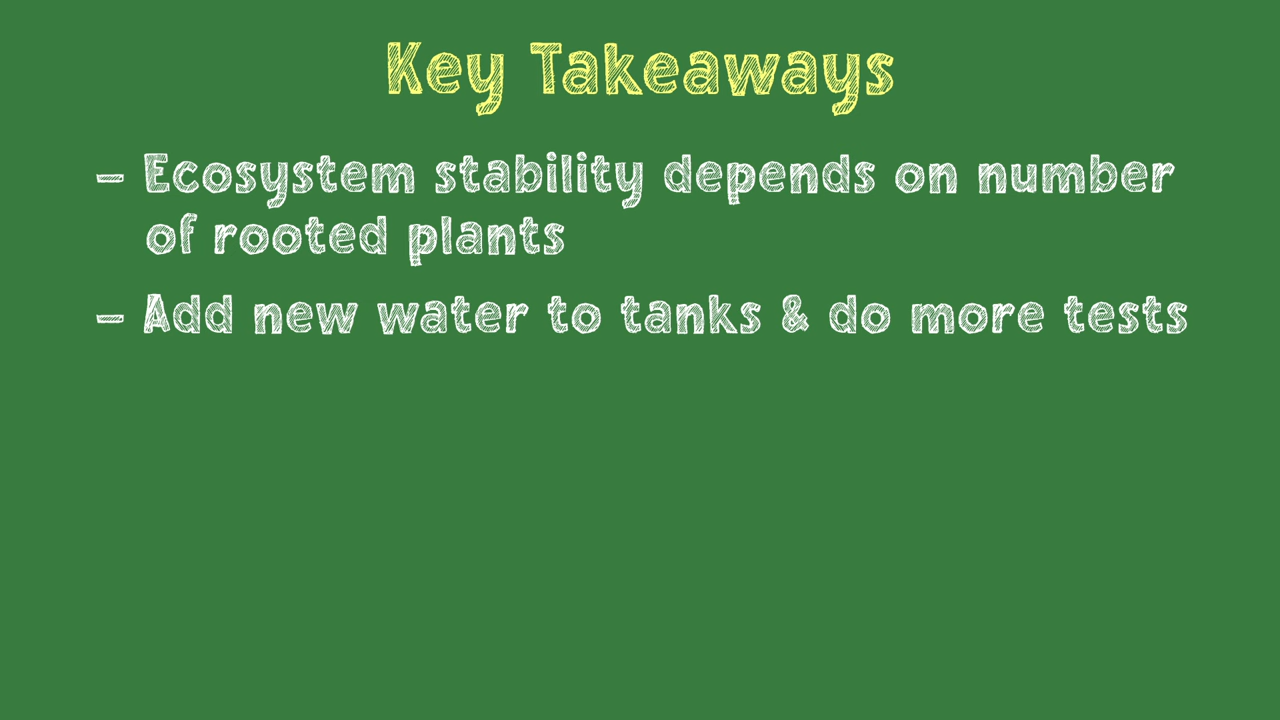 Key Takeaways
- Ecosystem stability depends on number
of rooted plants
- Add new water to tanks & do more tests